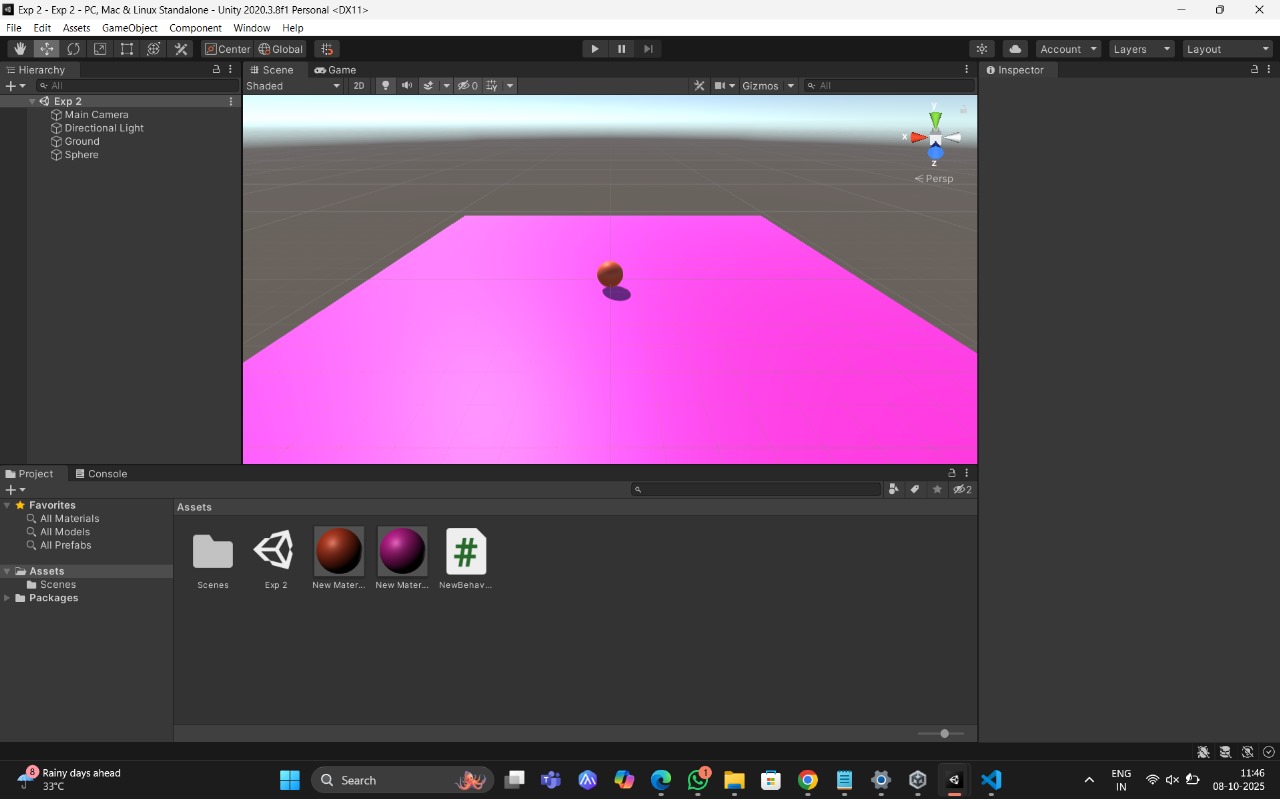 Exp 2 - Exp 2 - PC, Mac & Linux Standalone - Unity 2020.3.8f1 Personal <DX11>
File Edit Assets GameObject Component Window Help
Center Global Account Layers Layout
Hierarchy
All
Exp 2
Main Camera
Directional Light
Ground
Sphere
Scene Game
Shaded 2D 0 Gizmos All
y
x
z
Persp
Inspector
Project Console
2
Favorites
All Materials
All Models
All Prefabs
Assets
Scenes
Packages
Assets
Scenes Exp 2 New Mater... New Mater... NewBehav...
#
8
Rainy days ahead
33°C
Search
1
ENG
IN
11:46
08-10-2025